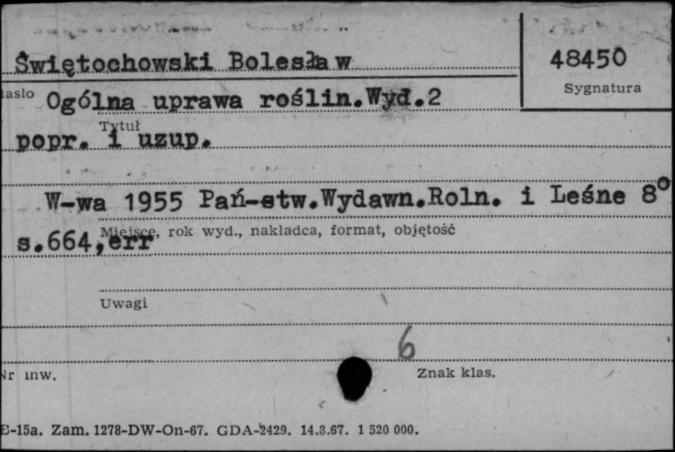 Świętochowski Bolesław
48450
Sygnatura
asło
Ogólna uprawa roślin.Wyd.2
Tytuł
popr. i uzup.
W-wa 1955 Pań-stw.Wydawn.Roln. i Leśne 8°
Miejsce, rok wyd., nakładca, format, objętość
s.664,err
Uwagi
6
Nr inw.
Znak klas.
E-15a. Zam. 1278-DW-On-67. GDA-2429. 14.8.67. 1 520 000.